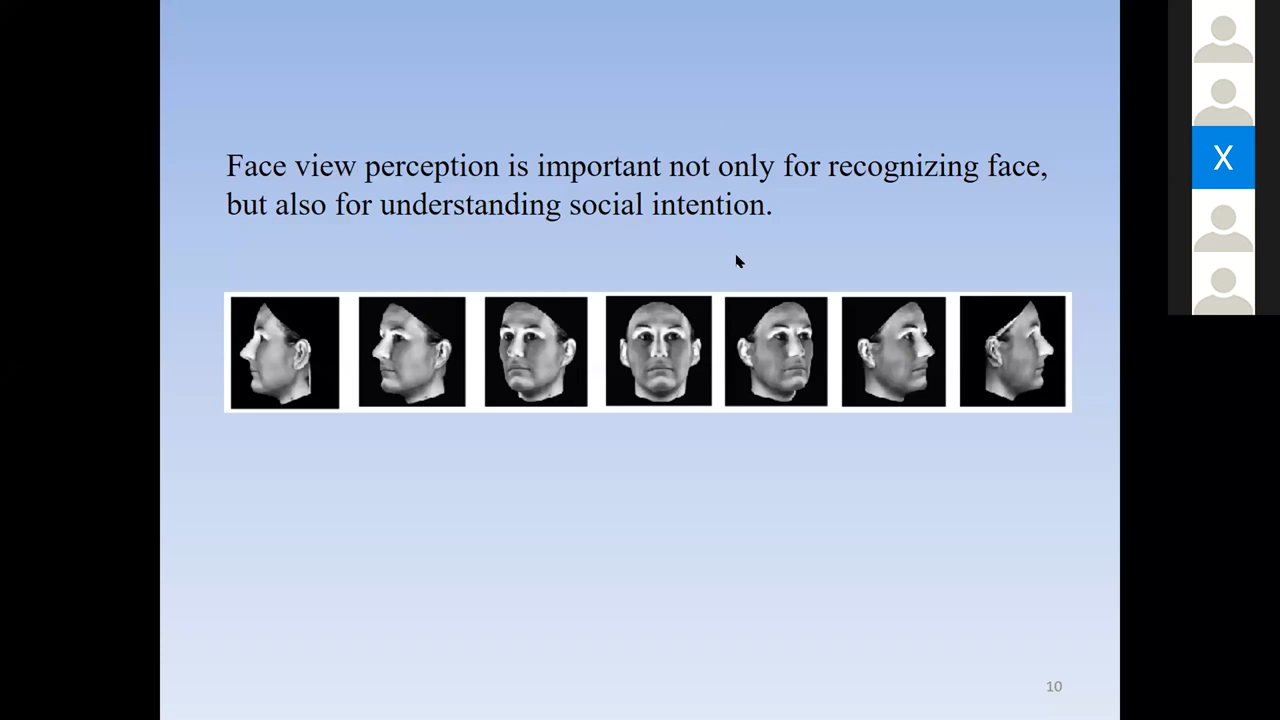 Face view perception is important not only for recognizing face,
but also for understanding social intention.
X
10